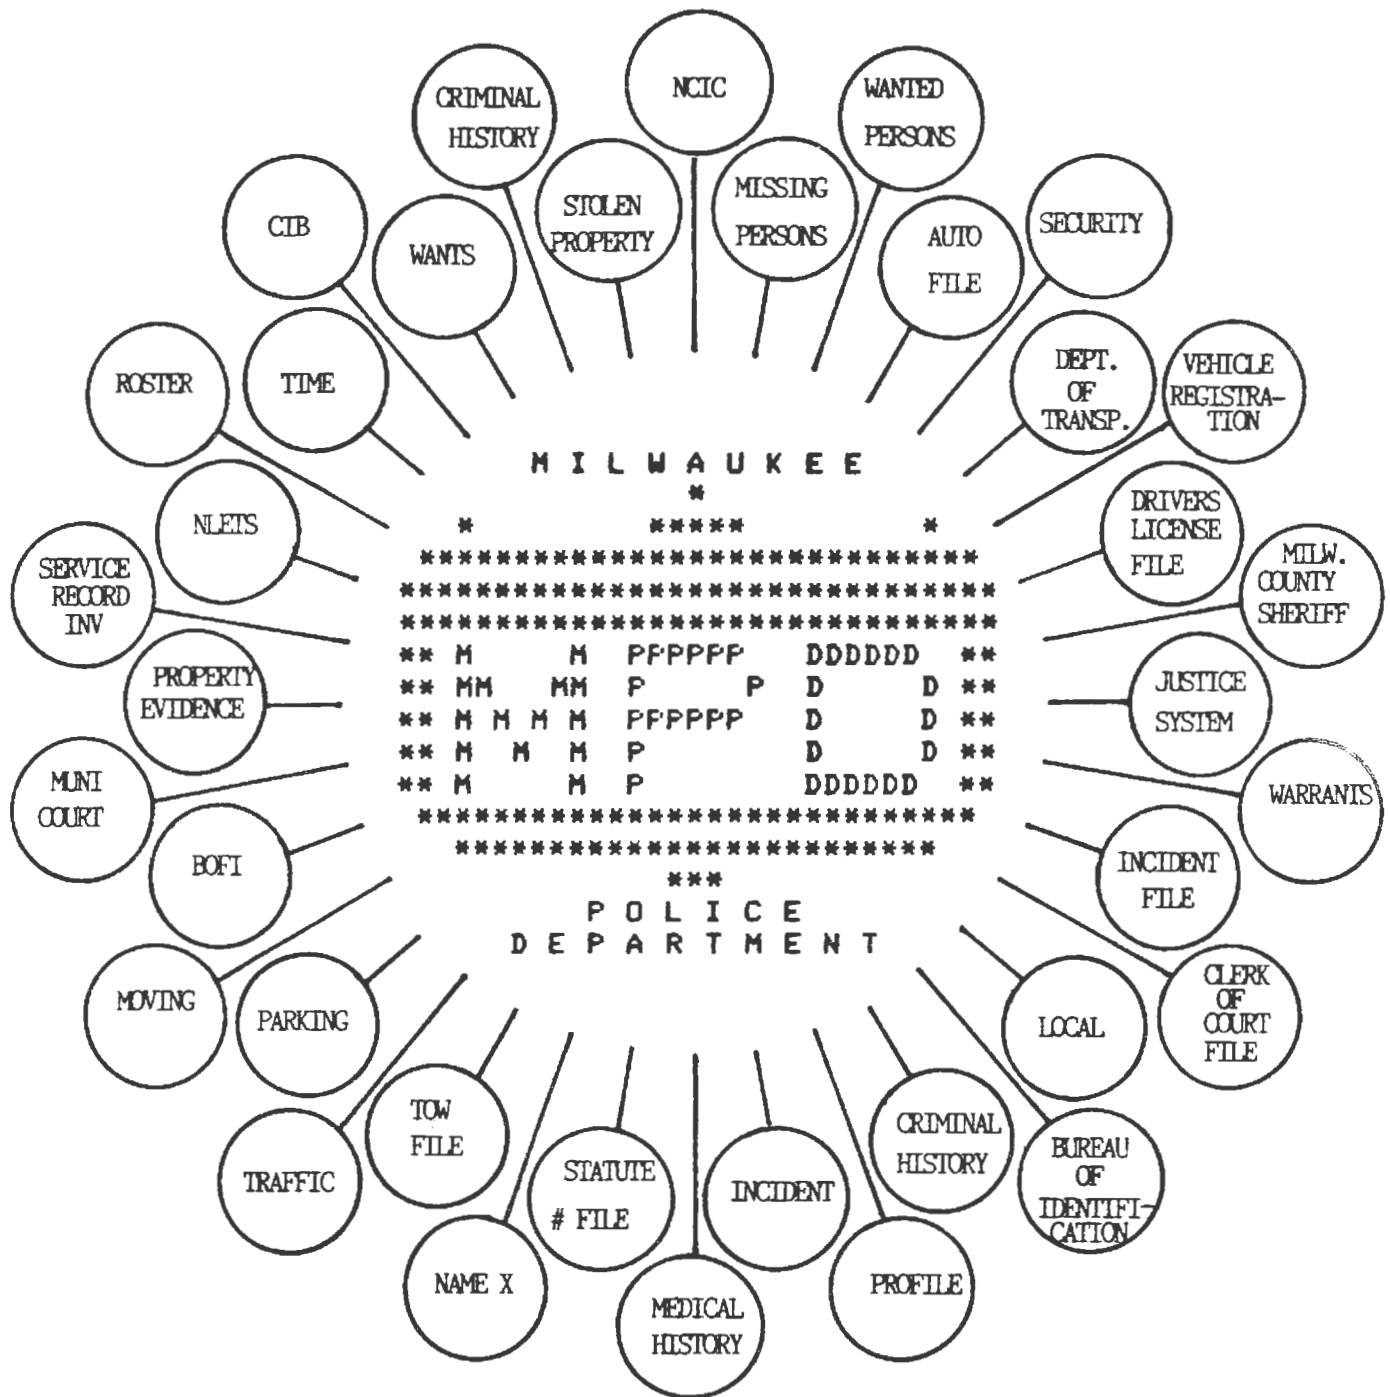 NCIC
WANTED
PERSONS
MISSING
PERSONS
AUTO
FILE
SECURITY
DEPT.
OF
TRANSP.
VEHICLE
REGISTRA-
TION
DRIVERS
LICENSE
FILE
MILW.
COUNTY
SHERIFF
JUSTICE
SYSTEM
WARRANTS
INCIDENT
FILE
CLERK
OF
COURT
FILE
LOCAL
BUREAU
OF
IDENTIFI-
CATION
CRIMINAL
HISTORY
PROFILE
INCIDENT
MEDICAL
HISTORY
STATUTE
# FILE
NAME X
TOW
FILE
TRAFFIC
PARKING
MOVING
BOFI
MUNI
COURT
PROPERTY
EVIDENCE
SERVICE
RECORD
INV
NLETS
ROSTER
TIME
CIB
WANTS
CRIMINAL
HISTORY
STOLEN
PROPERTY
MILWAUKEE
MPD
POLICE
DEPARTMENT